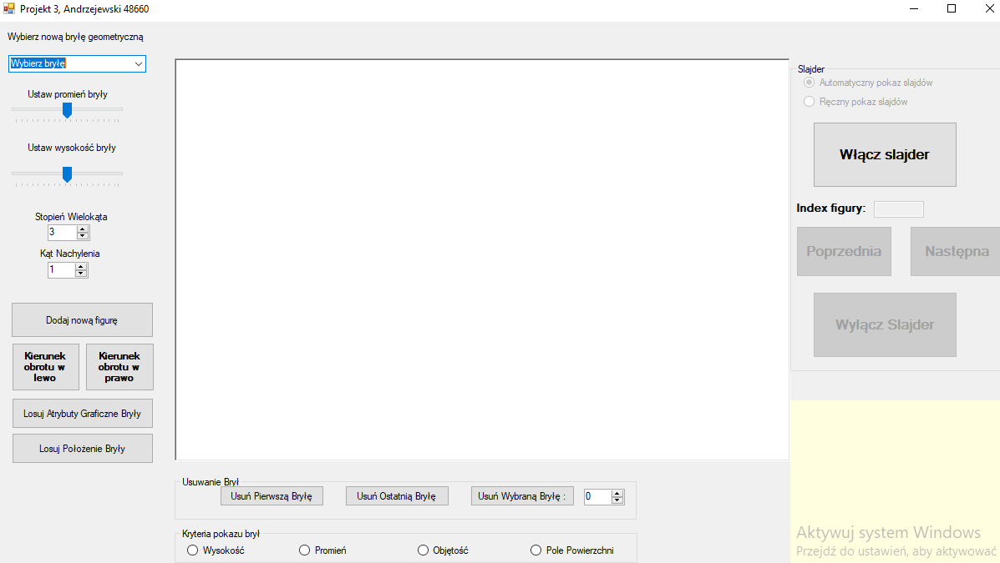 Projekt 3, Andrzejewski 48660
Wybierz nową bryłę geometryczną
Wybierz bryłę
Ustaw promień bryły
Ustaw wysokość bryły
Stopień Wielokąta
3
Kąt Nachylenia
1
Dodaj nową figurę
Kierunek
obrotu w
lewo
Kierunek
obrotu w
prawo
Losuj Atrybuty Graficzne Bryły
Losuj Położenie Bryły
Usuwanie Brył
Usuń Pierwszą Bryłę
Usuń Ostatnią Bryłę
Usuń Wybraną Bryłę :
0
Kryteria pokazu brył
Wysokość
Promień
Objętość
Pole Powierzchni
Slajder
Automatyczny pokaz slajdów
Ręczny pokaz slajdów
Włącz slajder
Index figury:
Poprzednia
Następna
Wyłącz Slajder
Aktywuj system Windows
Przejdź do ustawień, aby aktywować